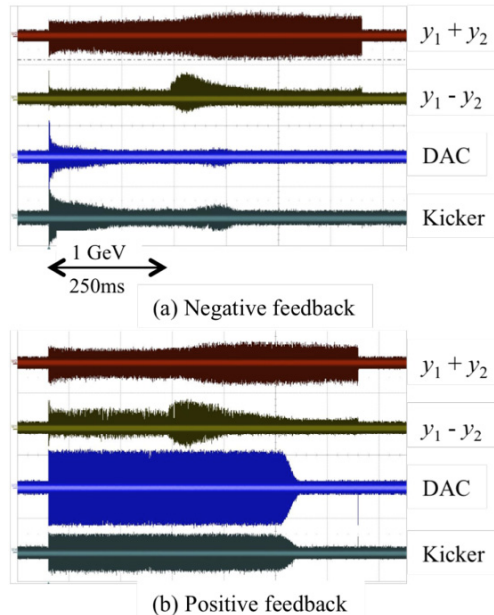 y₁ + y₂
y₁ - y₂
DAC
Kicker
1 GeV
250ms
(a) Negative feedback
y₁ + y₂
y₁ - y₂
DAC
Kicker
(b) Positive feedback